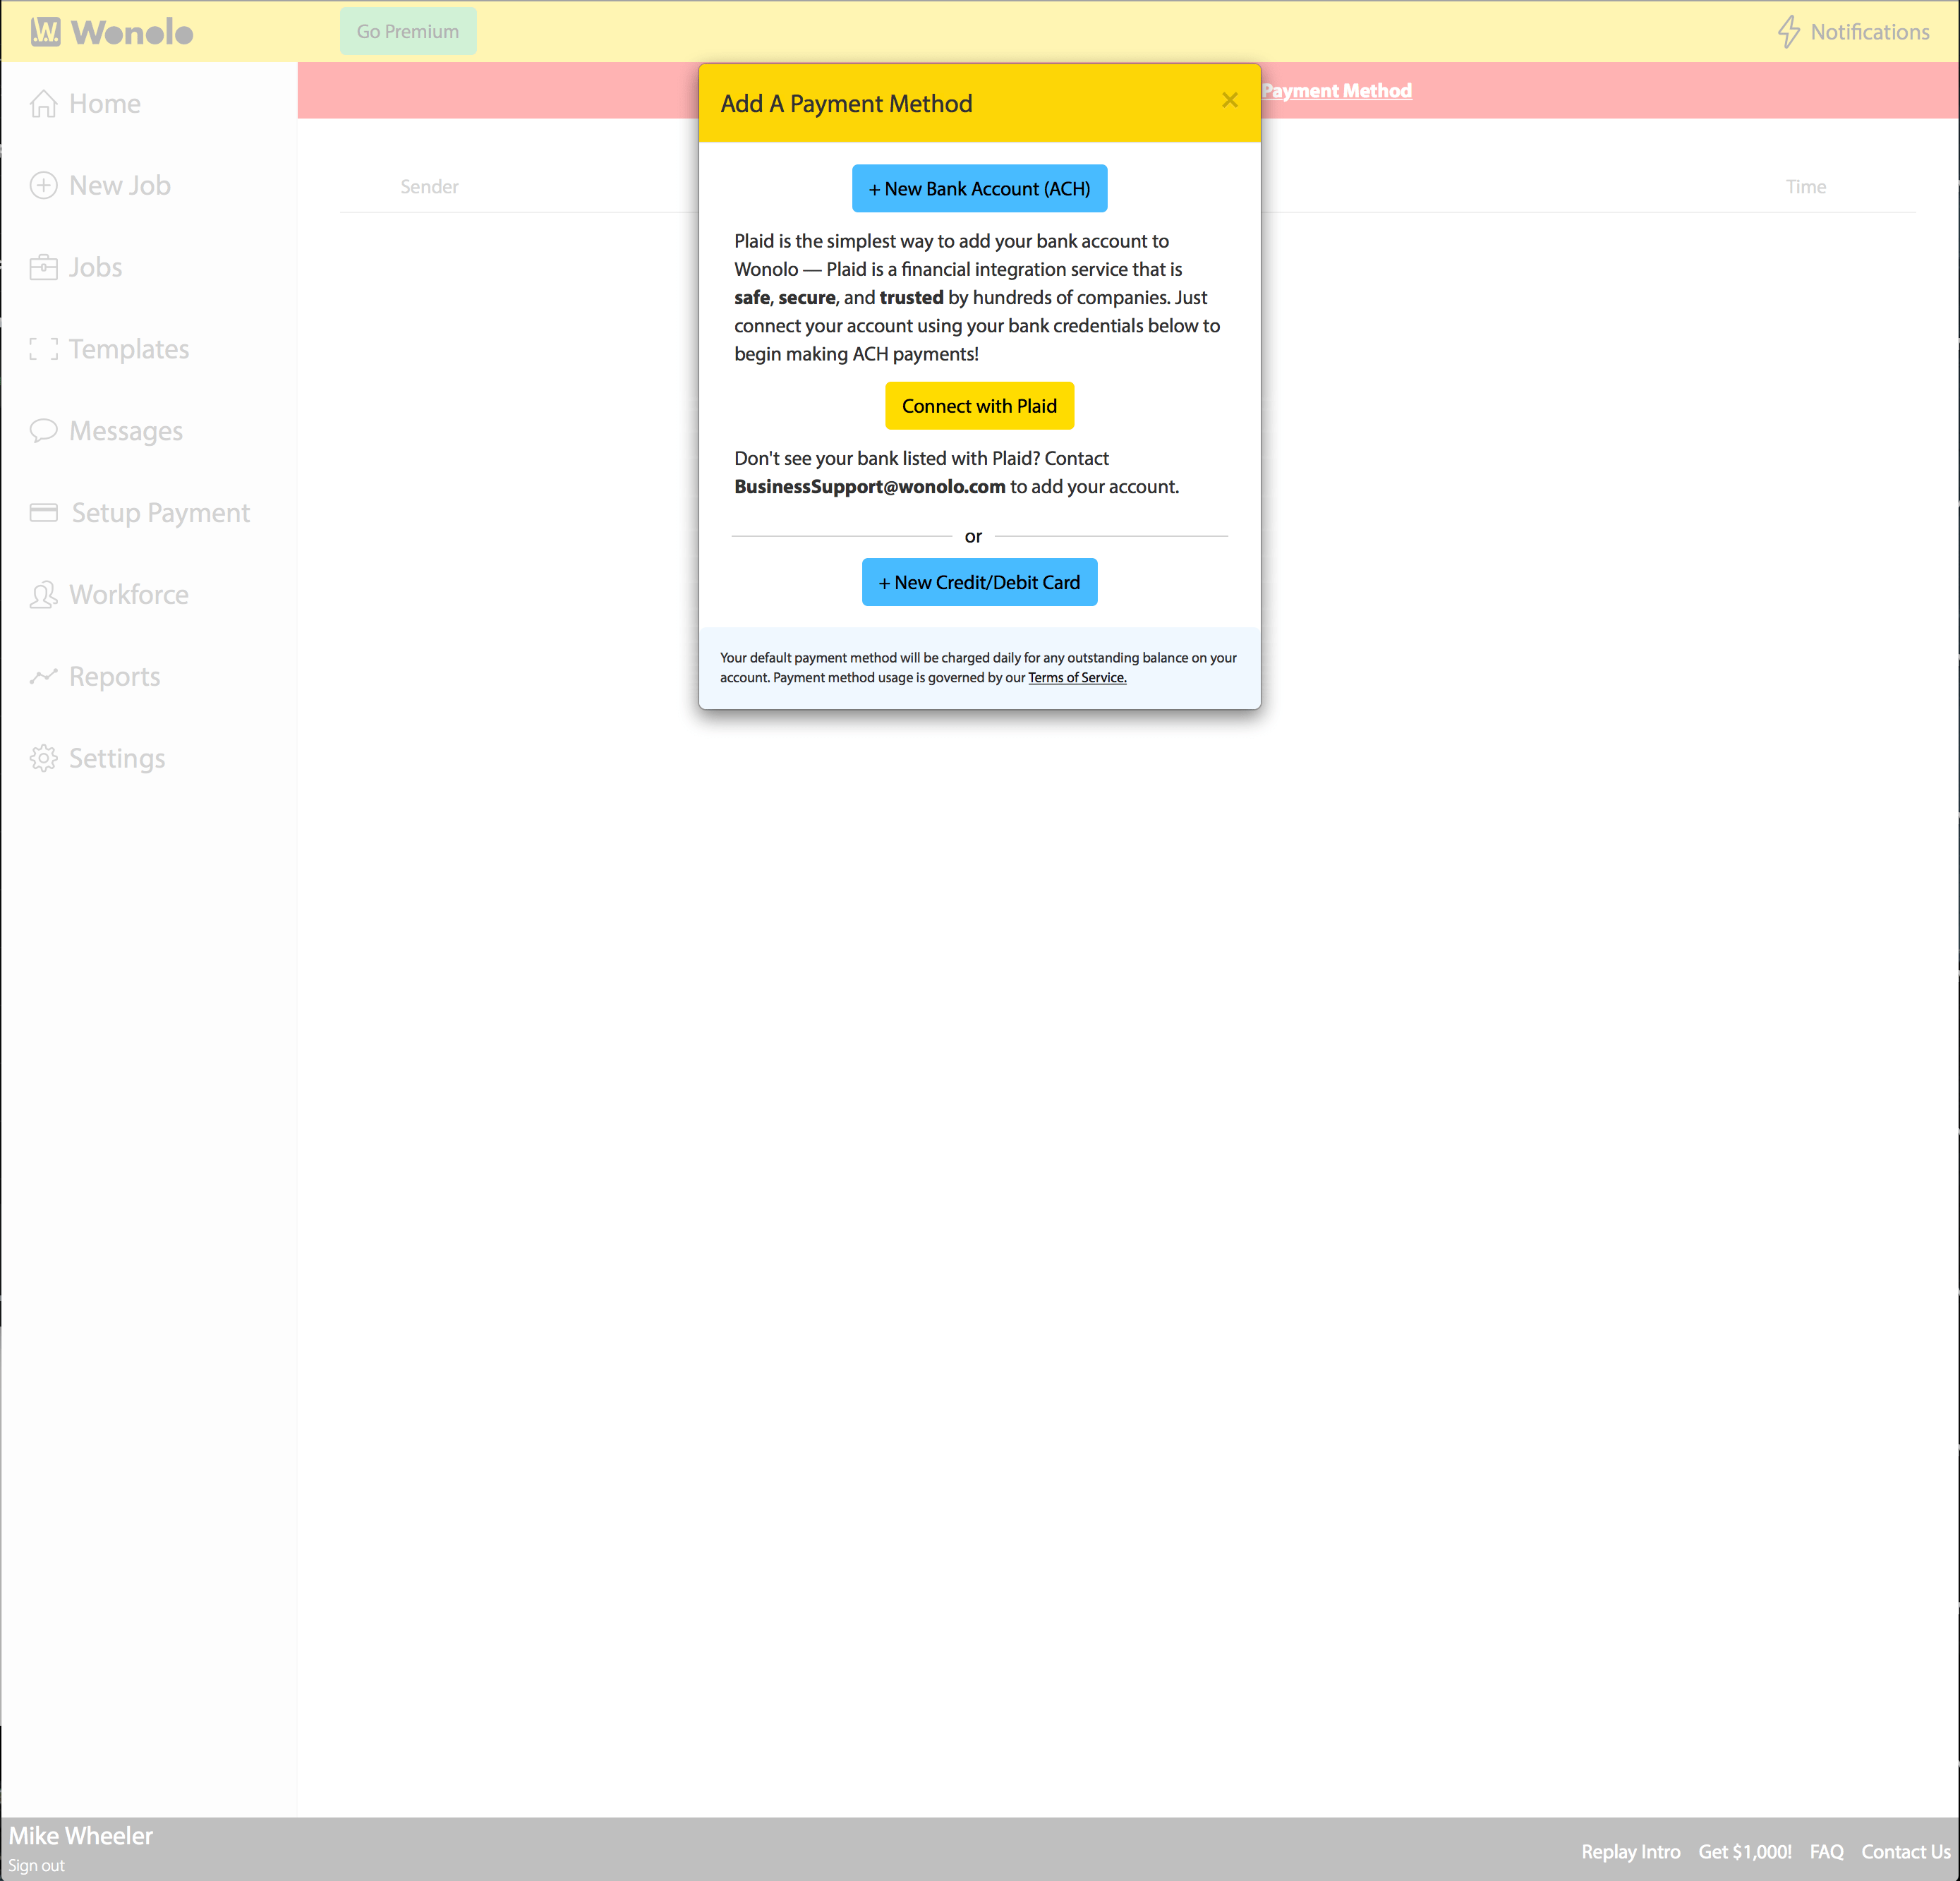 W. Wonolo
Go Premium
Notifications
Home
New Job
Jobs
Templates
Messages
Setup Payment
Workforce
Reports
Settings
Payment Method
Sender
Time
Add A Payment Method
×
+ New Bank Account (ACH)
Plaid is the simplest way to add your bank account to
Wonolo — Plaid is a financial integration service that is
safe, secure, and trusted by hundreds of companies. Just
connect your account using your bank credentials below to
begin making ACH payments!
Connect with Plaid
Don't see your bank listed with Plaid? Contact
BusinessSupport@wonolo.com to add your account.
or
+ New Credit/Debit Card
Your default payment method will be charged daily for any outstanding balance on your
account. Payment method usage is governed by our Terms of Service.
Mike Wheeler
Sign out
Replay Intro
Get $1,000!
FAQ
Contact Us